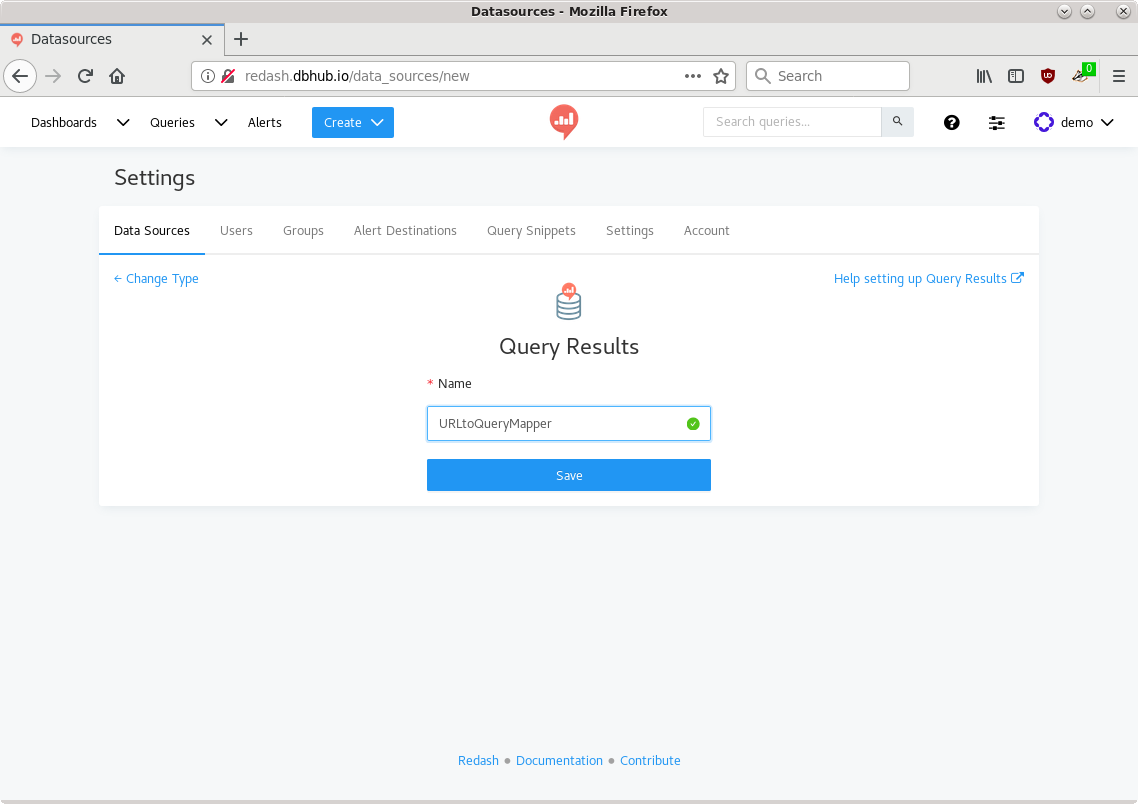 Datasources - Mozilla Firefox
Datasources
redash.dbhub.io/data_sources/new
Search
0
Dashboards Queries Alerts Create Search queries... demo
Settings
Data Sources Users Groups Alert Destinations Query Snippets Settings Account
← Change Type Help setting up Query Results
Query Results
* Name
URLtoQueryMapper
Save
Redash • Documentation • Contribute